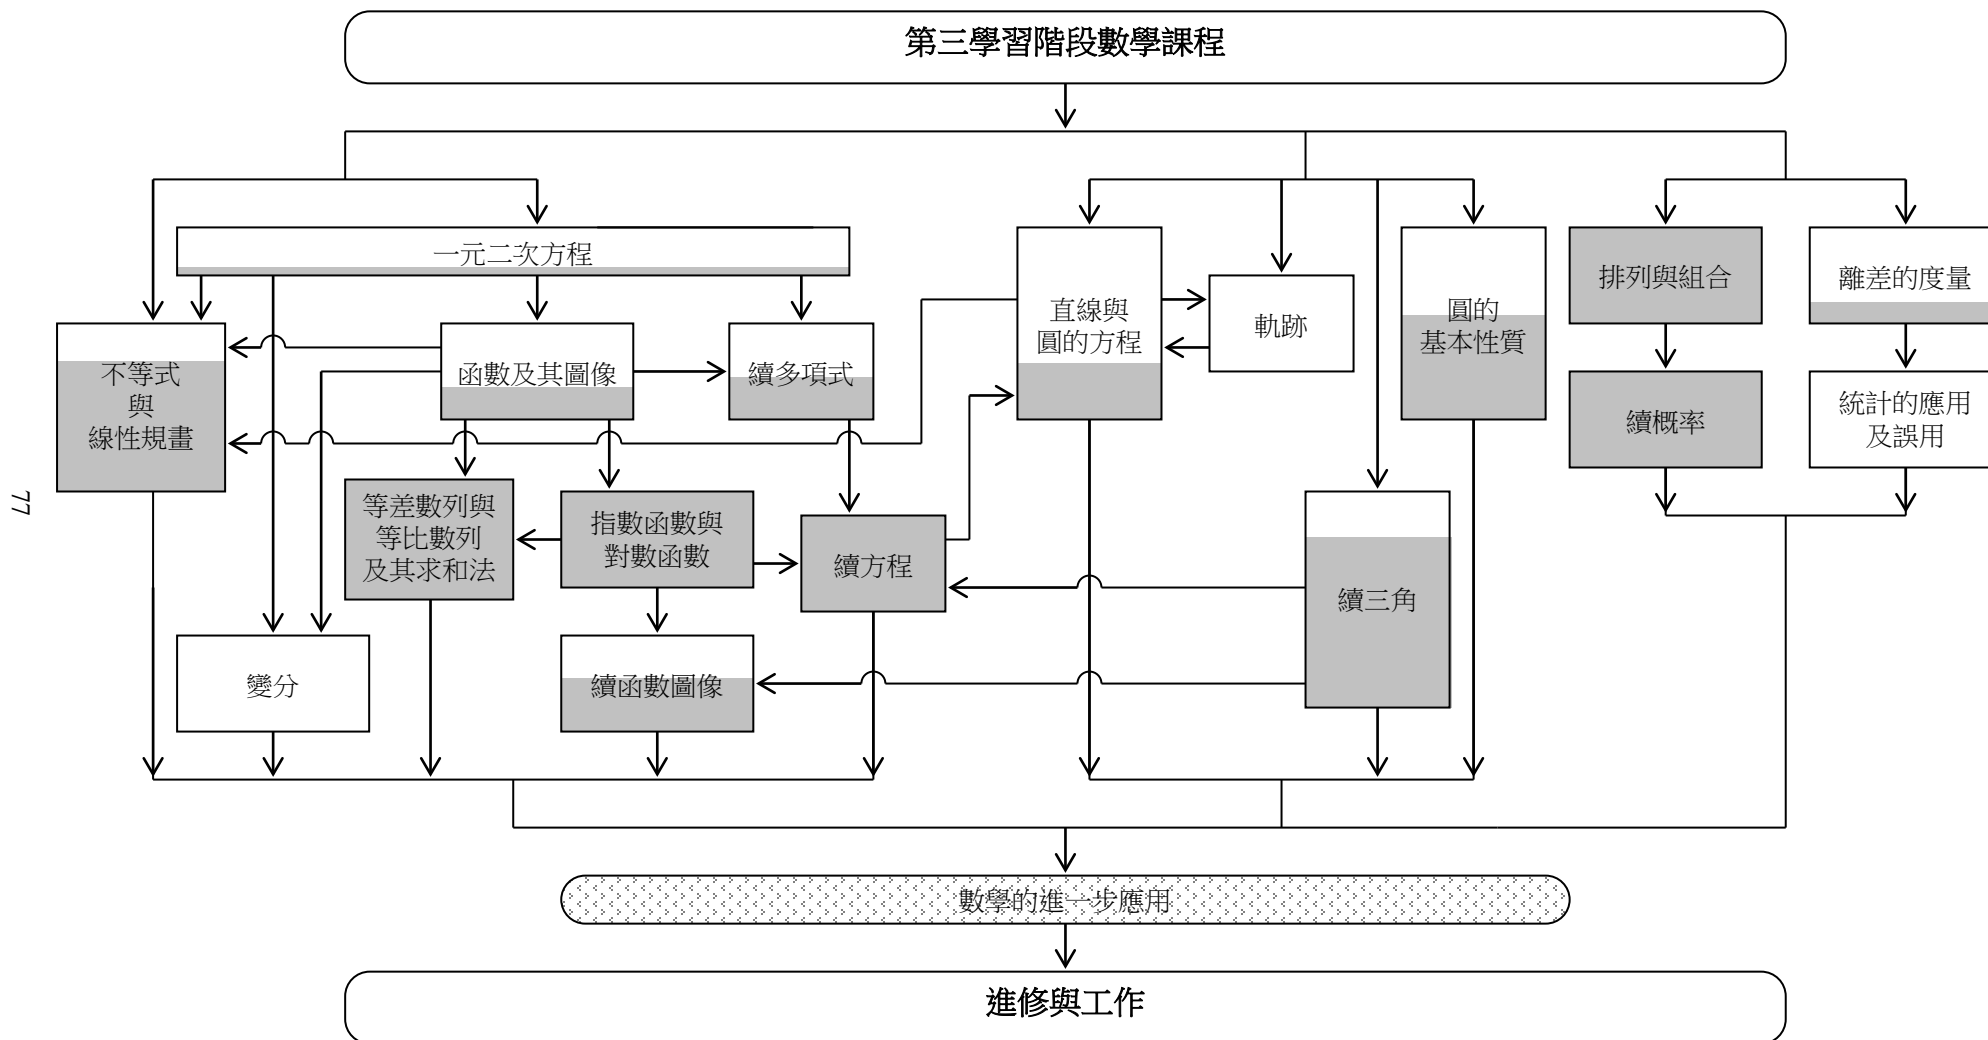 第三學習階段數學課程
一元二次方程
不等式
與
線性規畫
函數及其圖像
續多項式
直線與
圓的方程
軌跡
圓的
基本性質
排列與組合
離差的度量
續概率
統計的應用
及誤用
等差數列與
等比數列
及其求和法
指數函數與
對數函數
續方程
續三角
變分
續函數圖像
77
數學的進一步應用
進修與工作